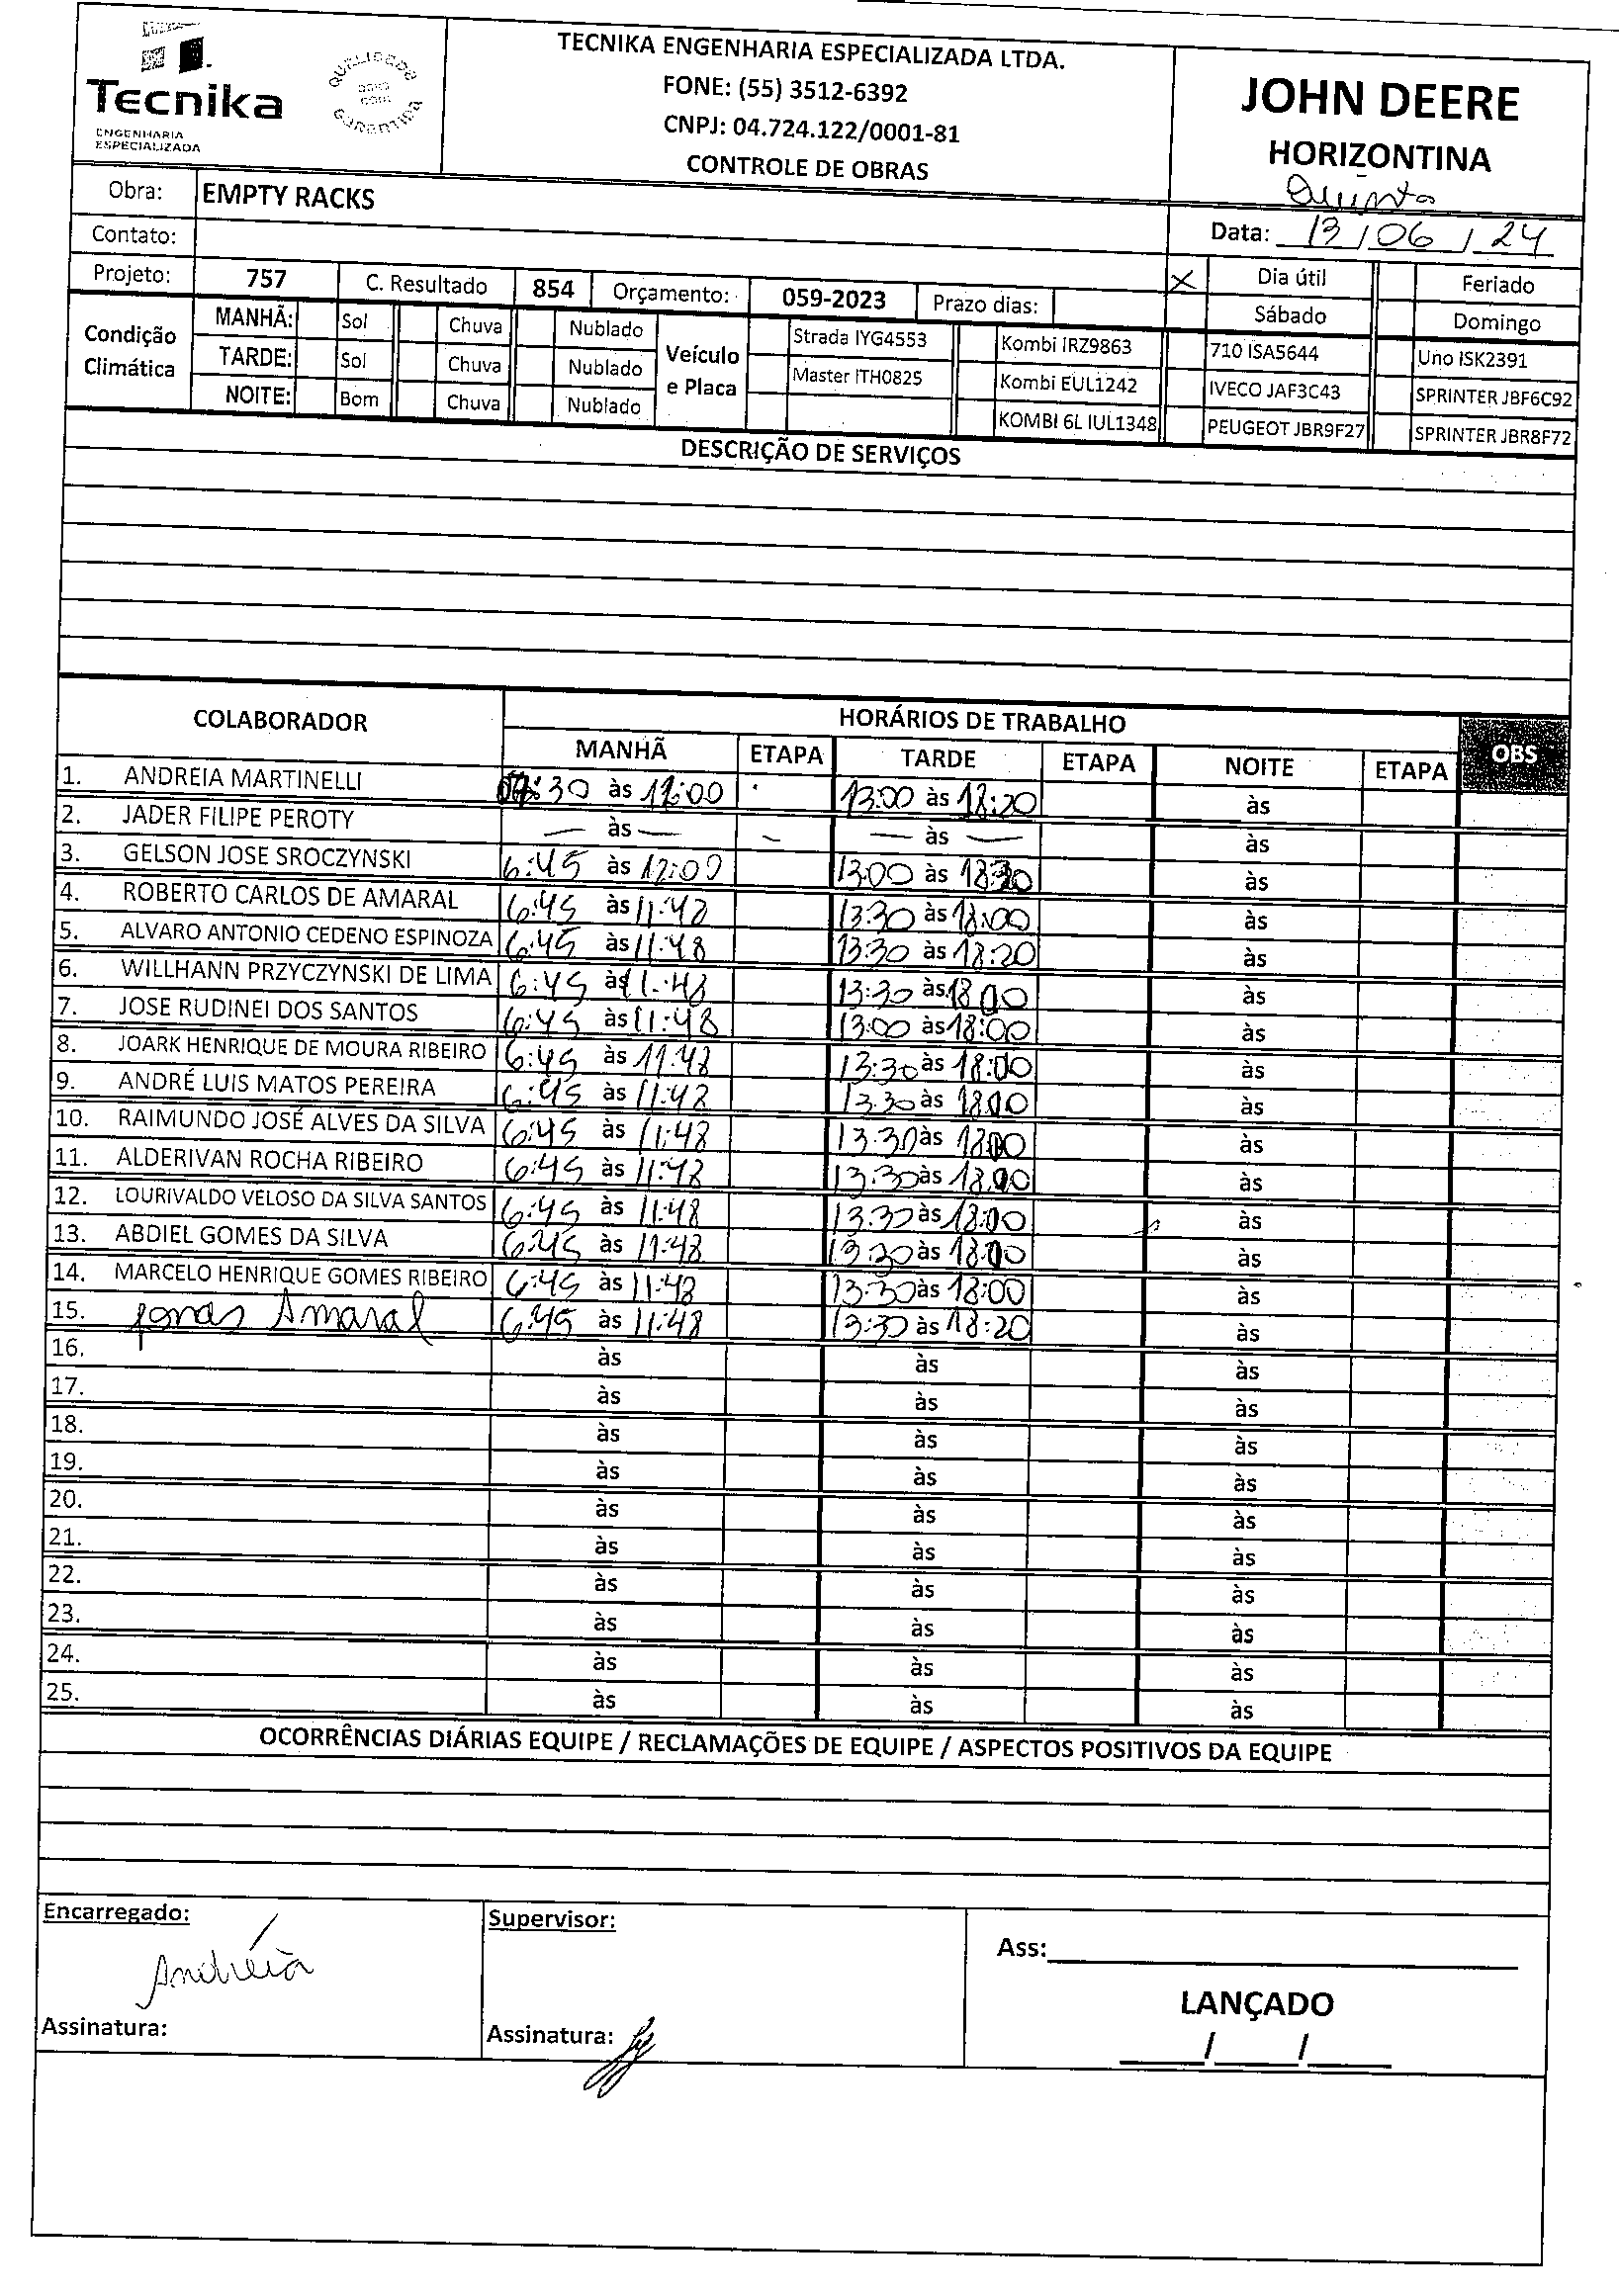 Tecnika
ENGENHARIA
ESPECIALIZADA
QUALIDADE
GARANTIDA
TECNIKA ENGENHARIA ESPECIALIZADA LTDA.
FONE: (55) 3512-6392
CNPJ: 04.724.122/0001-81
CONTROLE DE OBRAS
JOHN DEERE
HORIZONTINA
Quinta
Obra: EMPTY RACKS
Contato:
Data: 13 / 06 / 24
Projeto: 757 C. Resultado 854 Orçamento: 059-2023 Prazo dias: X Dia útil Feriado
Sábado Domingo
Condição Climática
MANHÃ: Sol Chuva Nublado
TARDE: Sol Chuva Nublado
NOITE: Bom Chuva Nublado
Veículo e Placa
Strada IYG4553 Kombi IRZ9863 710 ISA5644 Uno ISK2391
Master ITH0825 Kombi EUL1242 IVECO JAF3C43 SPRINTER JBF6C92
KOMBI 6L IUL1348 PEUGEOT JBR9F27 SPRINTER JBR8F72
DESCRIÇÃO DE SERVIÇOS
COLABORADOR HORÁRIOS DE TRABALHO OBS
MANHÃ ETAPA TARDE ETAPA NOITE ETAPA
1. ANDREIA MARTINELLI 07:30 às 12:00 13:00 às 18:20 às
2. JADER FILIPE PEROTY — às — – — às — às
3. GELSON JOSE SROCZYNSKI 6:45 às 12:00 13:00 às 18:30 às
4. ROBERTO CARLOS DE AMARAL 6:45 às 11:48 13:30 às 18:00 às
5. ALVARO ANTONIO CEDENO ESPINOZA 6:45 às 11:48 13:30 às 18:20 às
6. WILLHANN PRZYCZYNSKI DE LIMA 6:45 às 11:48 13:30 às 18:00 às
7. JOSE RUDINEI DOS SANTOS 6:45 às 11:48 13:00 às 18:00 às
8. JOARK HENRIQUE DE MOURA RIBEIRO 6:45 às 11:48 13:30 às 18:00 às
9. ANDRÉ LUIS MATOS PEREIRA 6:45 às 11:48 13:30 às 18:00 às
10. RAIMUNDO JOSÉ ALVES DA SILVA 6:45 às 11:48 13:30 às 18:00 às
11. ALDERIVAN ROCHA RIBEIRO 6:45 às 11:48 13:30 às 18:00 às
12. LOURIVALDO VELOSO DA SILVA SANTOS 6:45 às 11:48 13:30 às 18:00 às
13. ABDIEL GOMES DA SILVA 6:45 às 11:48 13:30 às 18:00 às
14. MARCELO HENRIQUE GOMES RIBEIRO 6:45 às 11:48 13:30 às 18:00 às
15. Jonas Amaral 6:45 às 11:48 13:30 às 18:20 às
16. às às às
17. às às às
18. às às às
19. às às às
20. às às às
21. às às às
22. às às às
23. às às às
24. às às às
25. às às às
OCORRÊNCIAS DIÁRIAS EQUIPE / RECLAMAÇÕES DE EQUIPE / ASPECTOS POSITIVOS DA EQUIPE
Encarregado:
Andréia
Assinatura:
Supervisor:
Assinatura:
Ass:
LANÇADO
/ /